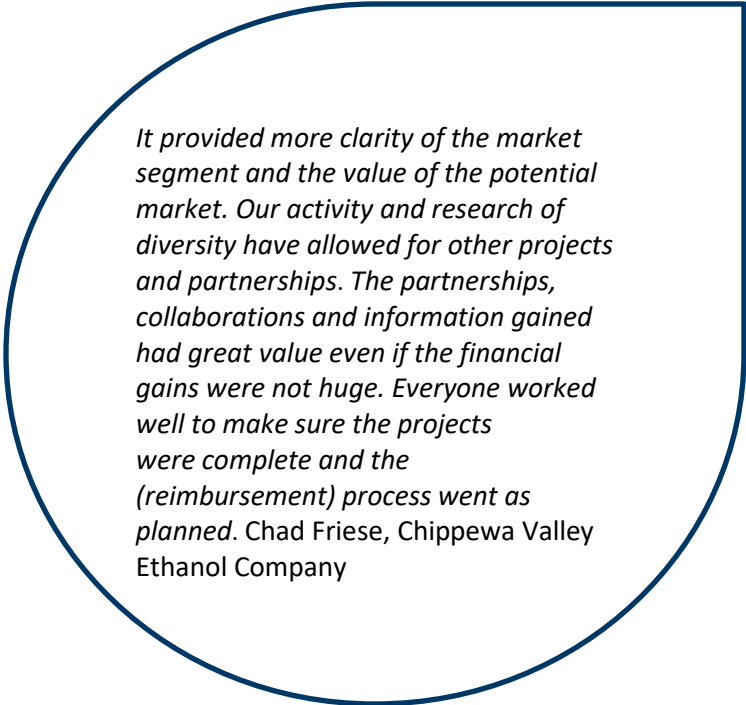 It provided more clarity of the market
segment and the value of the potential
market. Our activity and research of
diversity have allowed for other projects
and partnerships. The partnerships,
collaborations and information gained
had great value even if the financial
gains were not huge. Everyone worked
well to make sure the projects
were complete and the
(reimbursement) process went as
planned. Chad Friese, Chippewa Valley
Ethanol Company